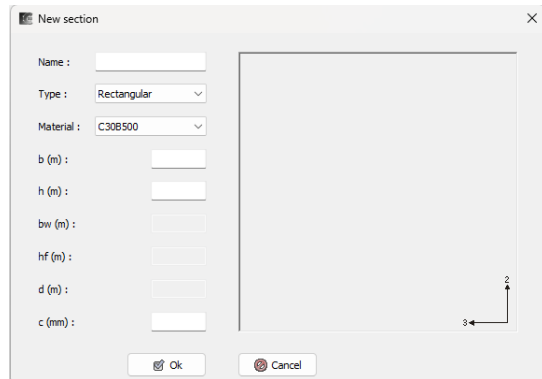 New section
Name :
Type : Rectangular
Material : C30B500
b (m) :
h (m) :
bw (m) :
hf (m) :
d (m) :
c (mm) :
2
3
Ok Cancel